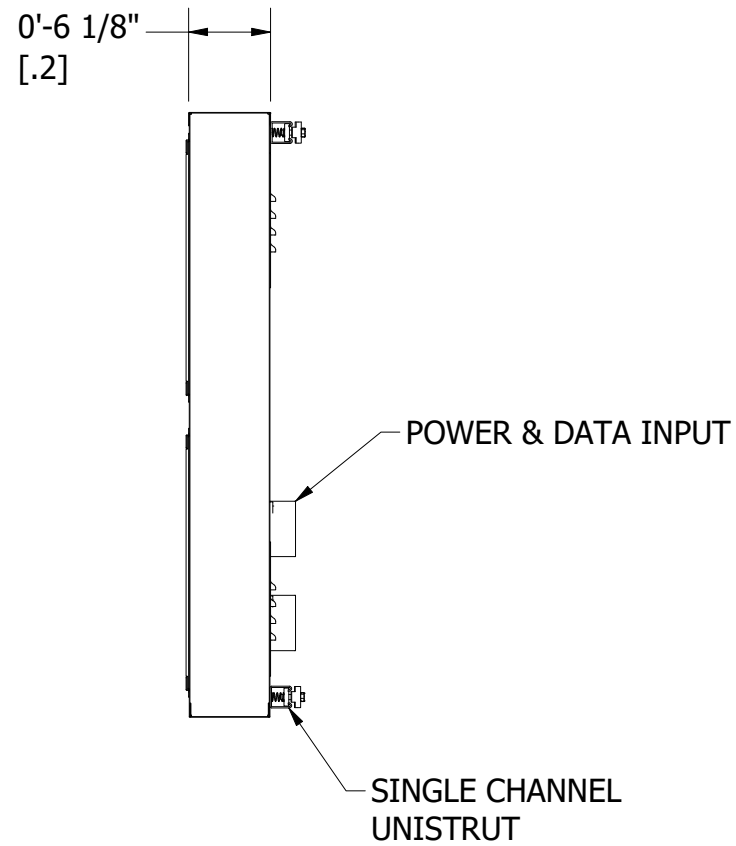 0'-6 1/8"
[.2]
POWER & DATA INPUT
SINGLE CHANNEL
UNISTRUT